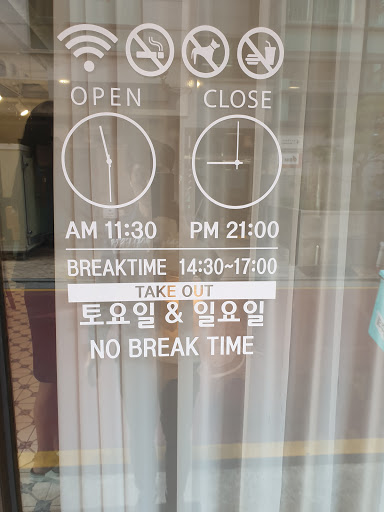 OPEN CLOSE
AM 11:30 PM 21:00
BREAKTIME 14:30~17:00
TAKE OUT
토요일 & 일요일
NO BREAK TIME